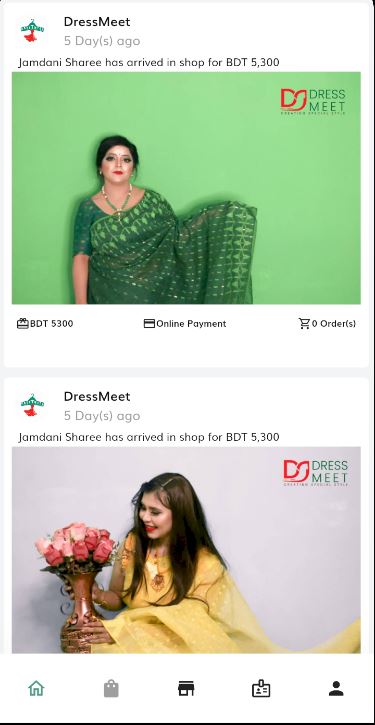 DressMeet
5 Day(s) ago
Jamdani Sharee has arrived in shop for BDT 5,300
DRESS
MEET
CREATING SPECIAL STYLE
BDT 5300
Online Payment
0 Order(s)
DressMeet
5 Day(s) ago
Jamdani Sharee has arrived in shop for BDT 5,300
DRESS
MEET
CREATING SPECIAL STYLE